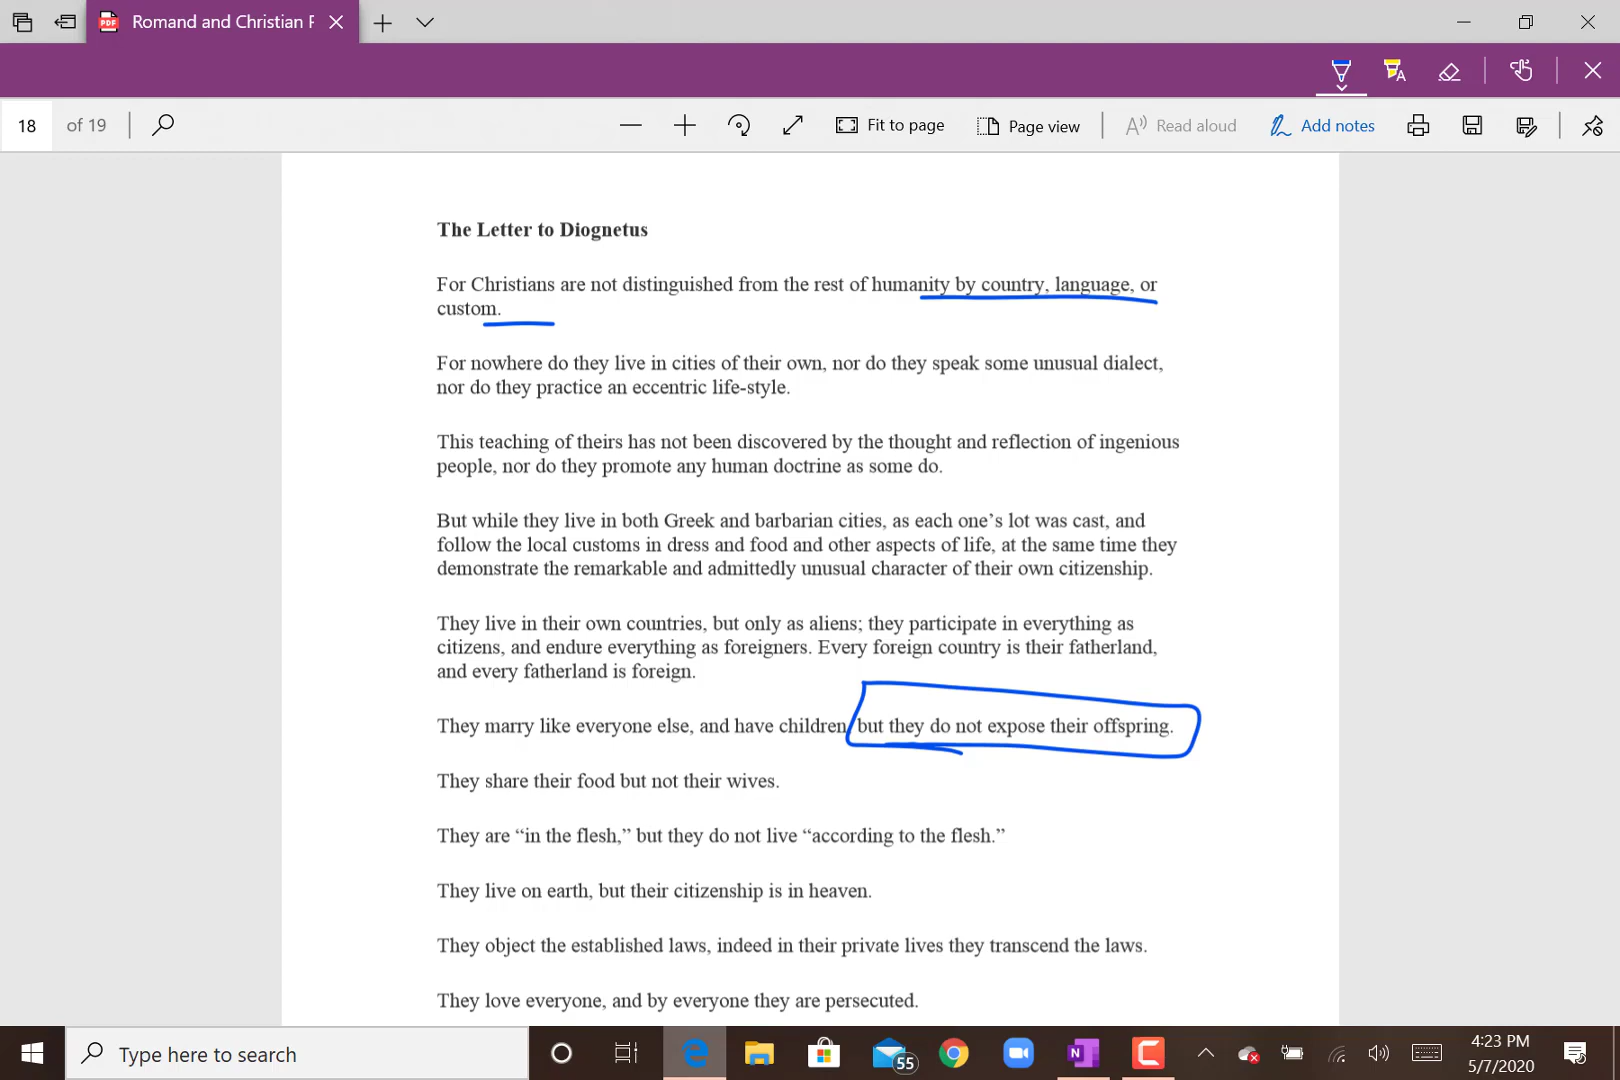 Romand and Christian F
18 of 19
Fit to page
Page view
Read aloud
Add notes
The Letter to Diognetus
For Christians are not distinguished from the rest of humanity by country, language, or
custom.
For nowhere do they live in cities of their own, nor do they speak some unusual dialect,
nor do they practice an eccentric life-style.
This teaching of theirs has not been discovered by the thought and reflection of ingenious
people, nor do they promote any human doctrine as some do.
But while they live in both Greek and barbarian cities, as each one’s lot was cast, and
follow the local customs in dress and food and other aspects of life, at the same time they
demonstrate the remarkable and admittedly unusual character of their own citizenship.
They live in their own countries, but only as aliens; they participate in everything as
citizens, and endure everything as foreigners. Every foreign country is their fatherland,
and every fatherland is foreign.
They marry like everyone else, and have children but they do not expose their offspring.
They share their food but not their wives.
They are “in the flesh,” but they do not live “according to the flesh.”
They live on earth, but their citizenship is in heaven.
They object the established laws, indeed in their private lives they transcend the laws.
They love everyone, and by everyone they are persecuted.
Type here to search
55
4:23 PM
5/7/2020